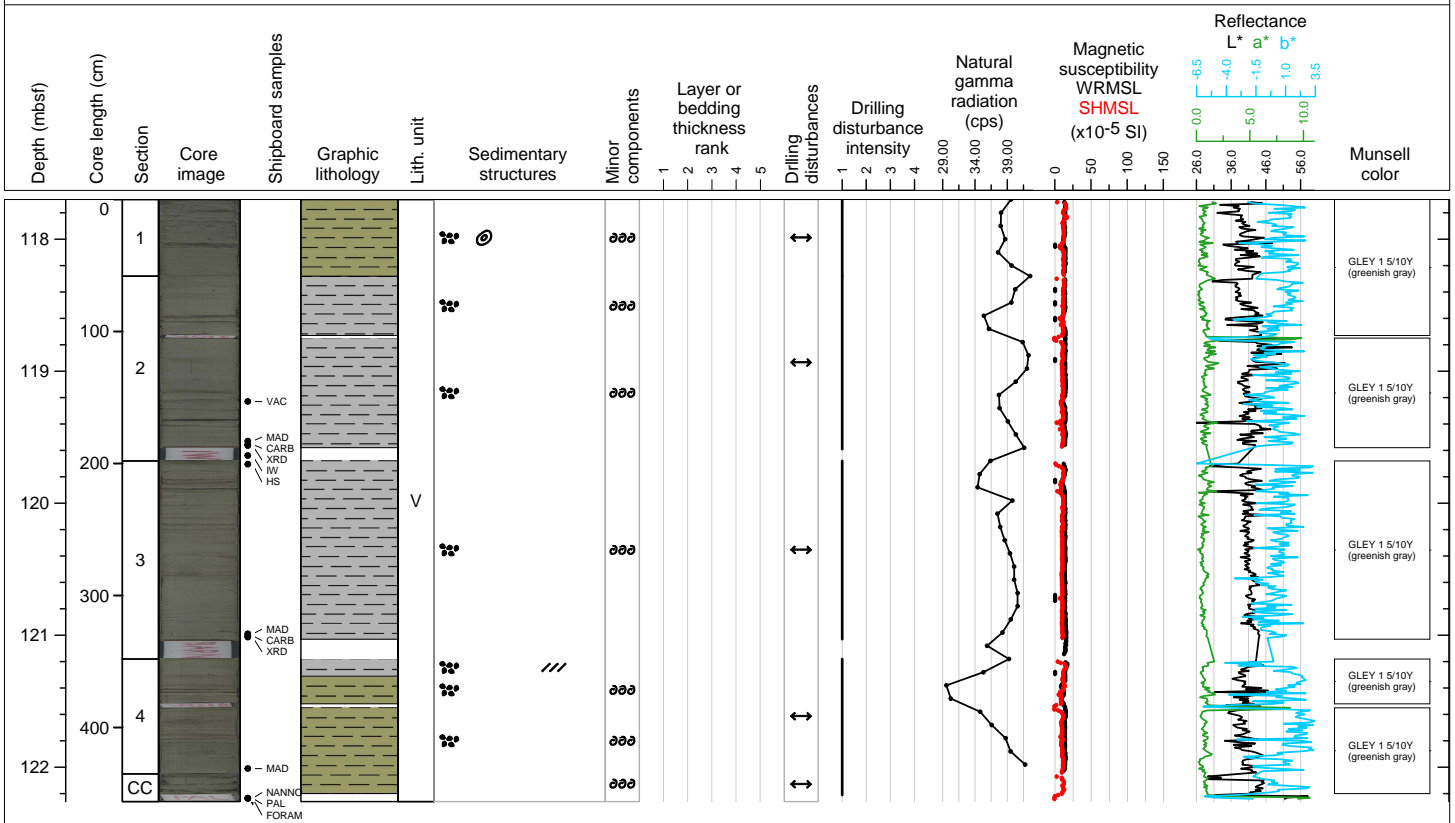 Depth (mbsf)
Core length (cm)
Section
Core
image
Shipboard samples
Graphic
lithology
Lith. unit
Sedimentary
structures
Minor
components
Layer or
bedding
thickness
rank
1 2 3 4 5
Drilling
disturbances
Drilling
disturbance
intensity
1 2 3 4
Natural
gamma
radiation
(cps)
29.00 34.00 39.00
Magnetic
susceptibility
WRMSL
SHMSL
(x10-5 SI)
0 50 100 150
Reflectance
L* a* b*
-6.5 -4.0 -1.5 1.0 3.5
0.0 5.0 10.0
26.0 36.0 46.0 56.0
Munsell
color
0
118
1
GLEY 1 5/10Y
(greenish gray)
100
119
2
GLEY 1 5/10Y
(greenish gray)
VAC
MAD
CARB
XRD
IW
HS
200
V
120
3
GLEY 1 5/10Y
(greenish gray)
300
121
MAD
CARB
XRD
GLEY 1 5/10Y
(greenish gray)
4
400
GLEY 1 5/10Y
(greenish gray)
122
MAD
CC
NANNO
PAL
FORAM